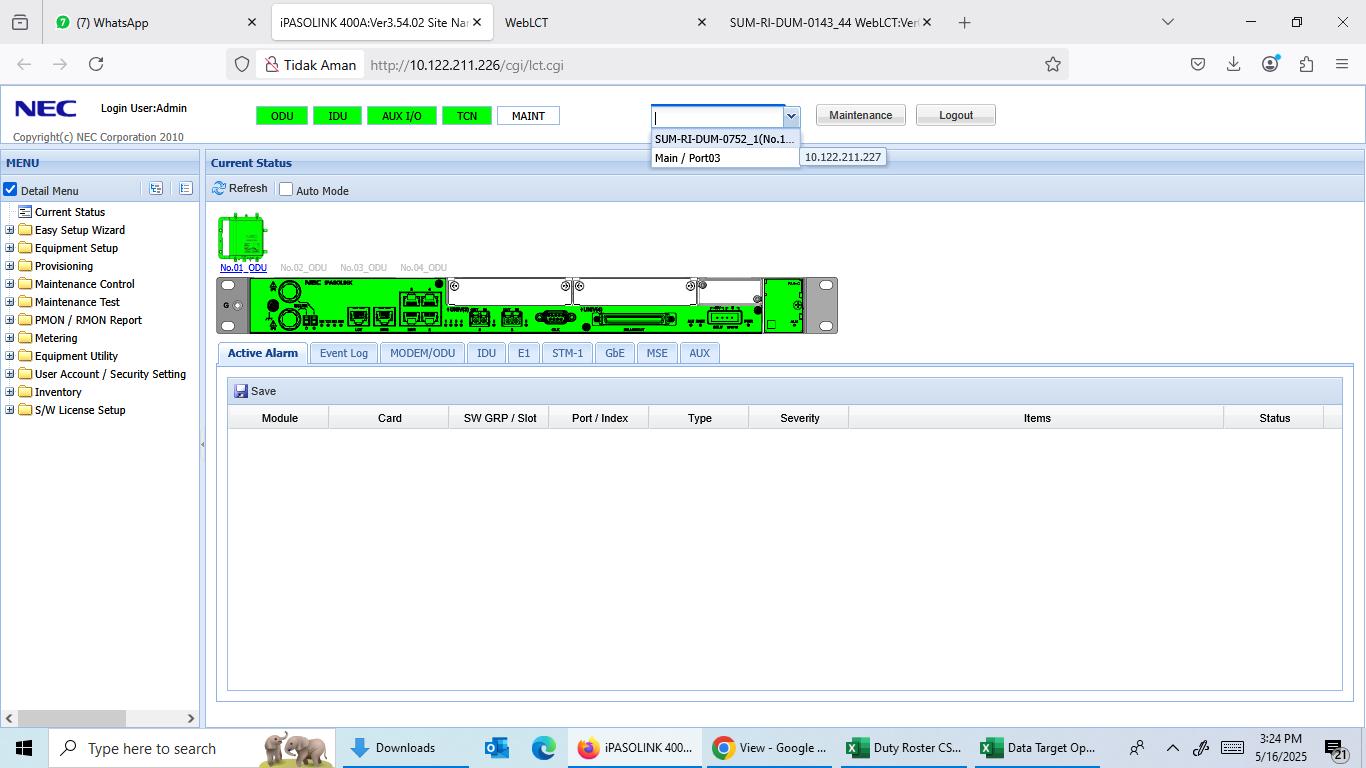 (7) WhatsApp
iPASOLINK 400A:Ver3.54.02 Site Nar
WebLCT
SUM-RI-DUM-0143_44 WebLCT:Ver
Tidak Aman
http://10.122.211.226/cgi/lct.cgi
NEC
Login User:Admin
Copyright(c) NEC Corporation 2010
ODU
IDU
AUX I/O
TCN
MAINT
Maintenance
Logout
SUM-RI-DUM-0752_1(No.1...
Main / Port03
10.122.211.227
MENU
Detail Menu
Current Status
Easy Setup Wizard
Equipment Setup
Provisioning
Maintenance Control
Maintenance Test
PMON / RMON Report
Metering
Equipment Utility
User Account / Security Setting
Inventory
S/W License Setup
Current Status
Refresh
Auto Mode
No.01_ODU
No.02_ODU
No.03_ODU
No.04_ODU
NEC iPASOLINK
Active Alarm
Event Log
MODEM/ODU
IDU
E1
STM-1
GbE
MSE
AUX
Save
Module
Card
SW GRP / Slot
Port / Index
Type
Severity
Items
Status
Type here to search
Downloads
iPASOLINK 400...
View - Google ...
Duty Roster CS...
Data Target Op...
3:24 PM
5/16/2025
21